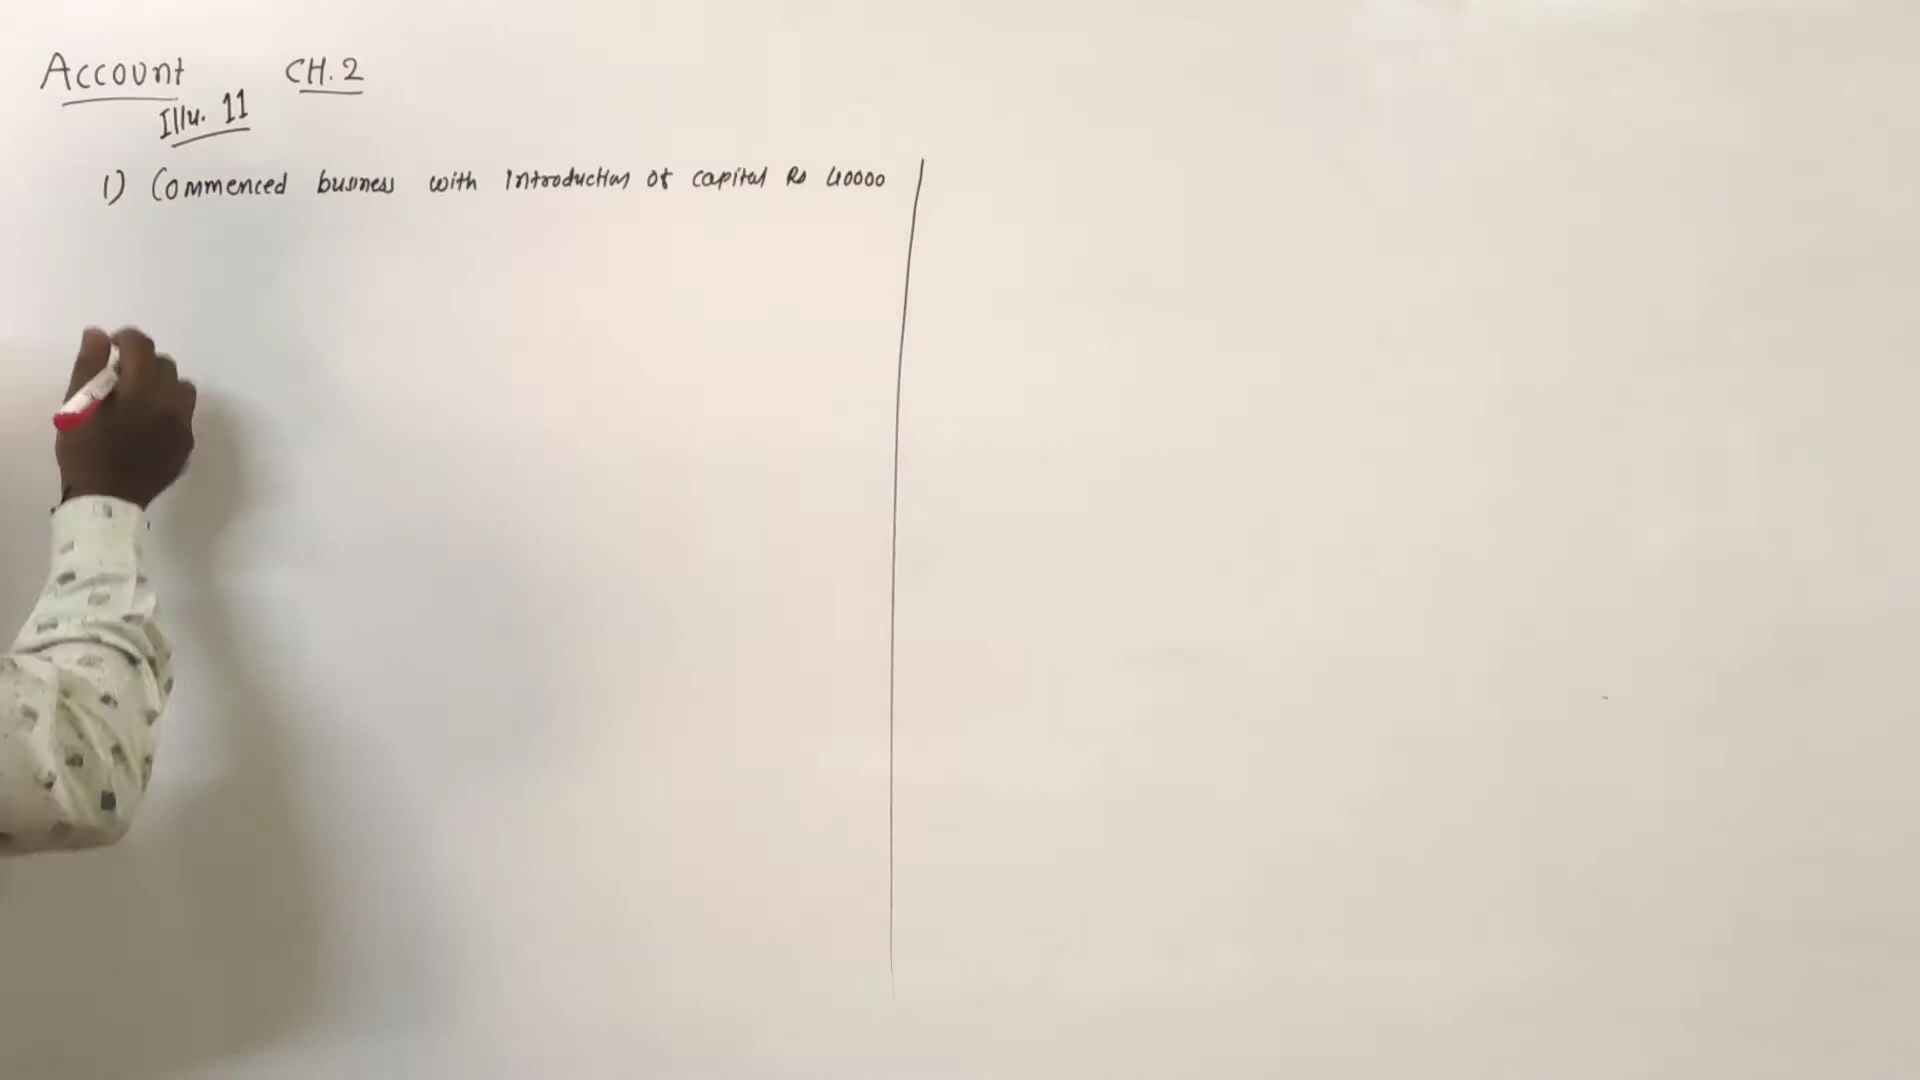 Account CH.2
Illu. 11
1) Commenced business with introduction of capital Rs 40000